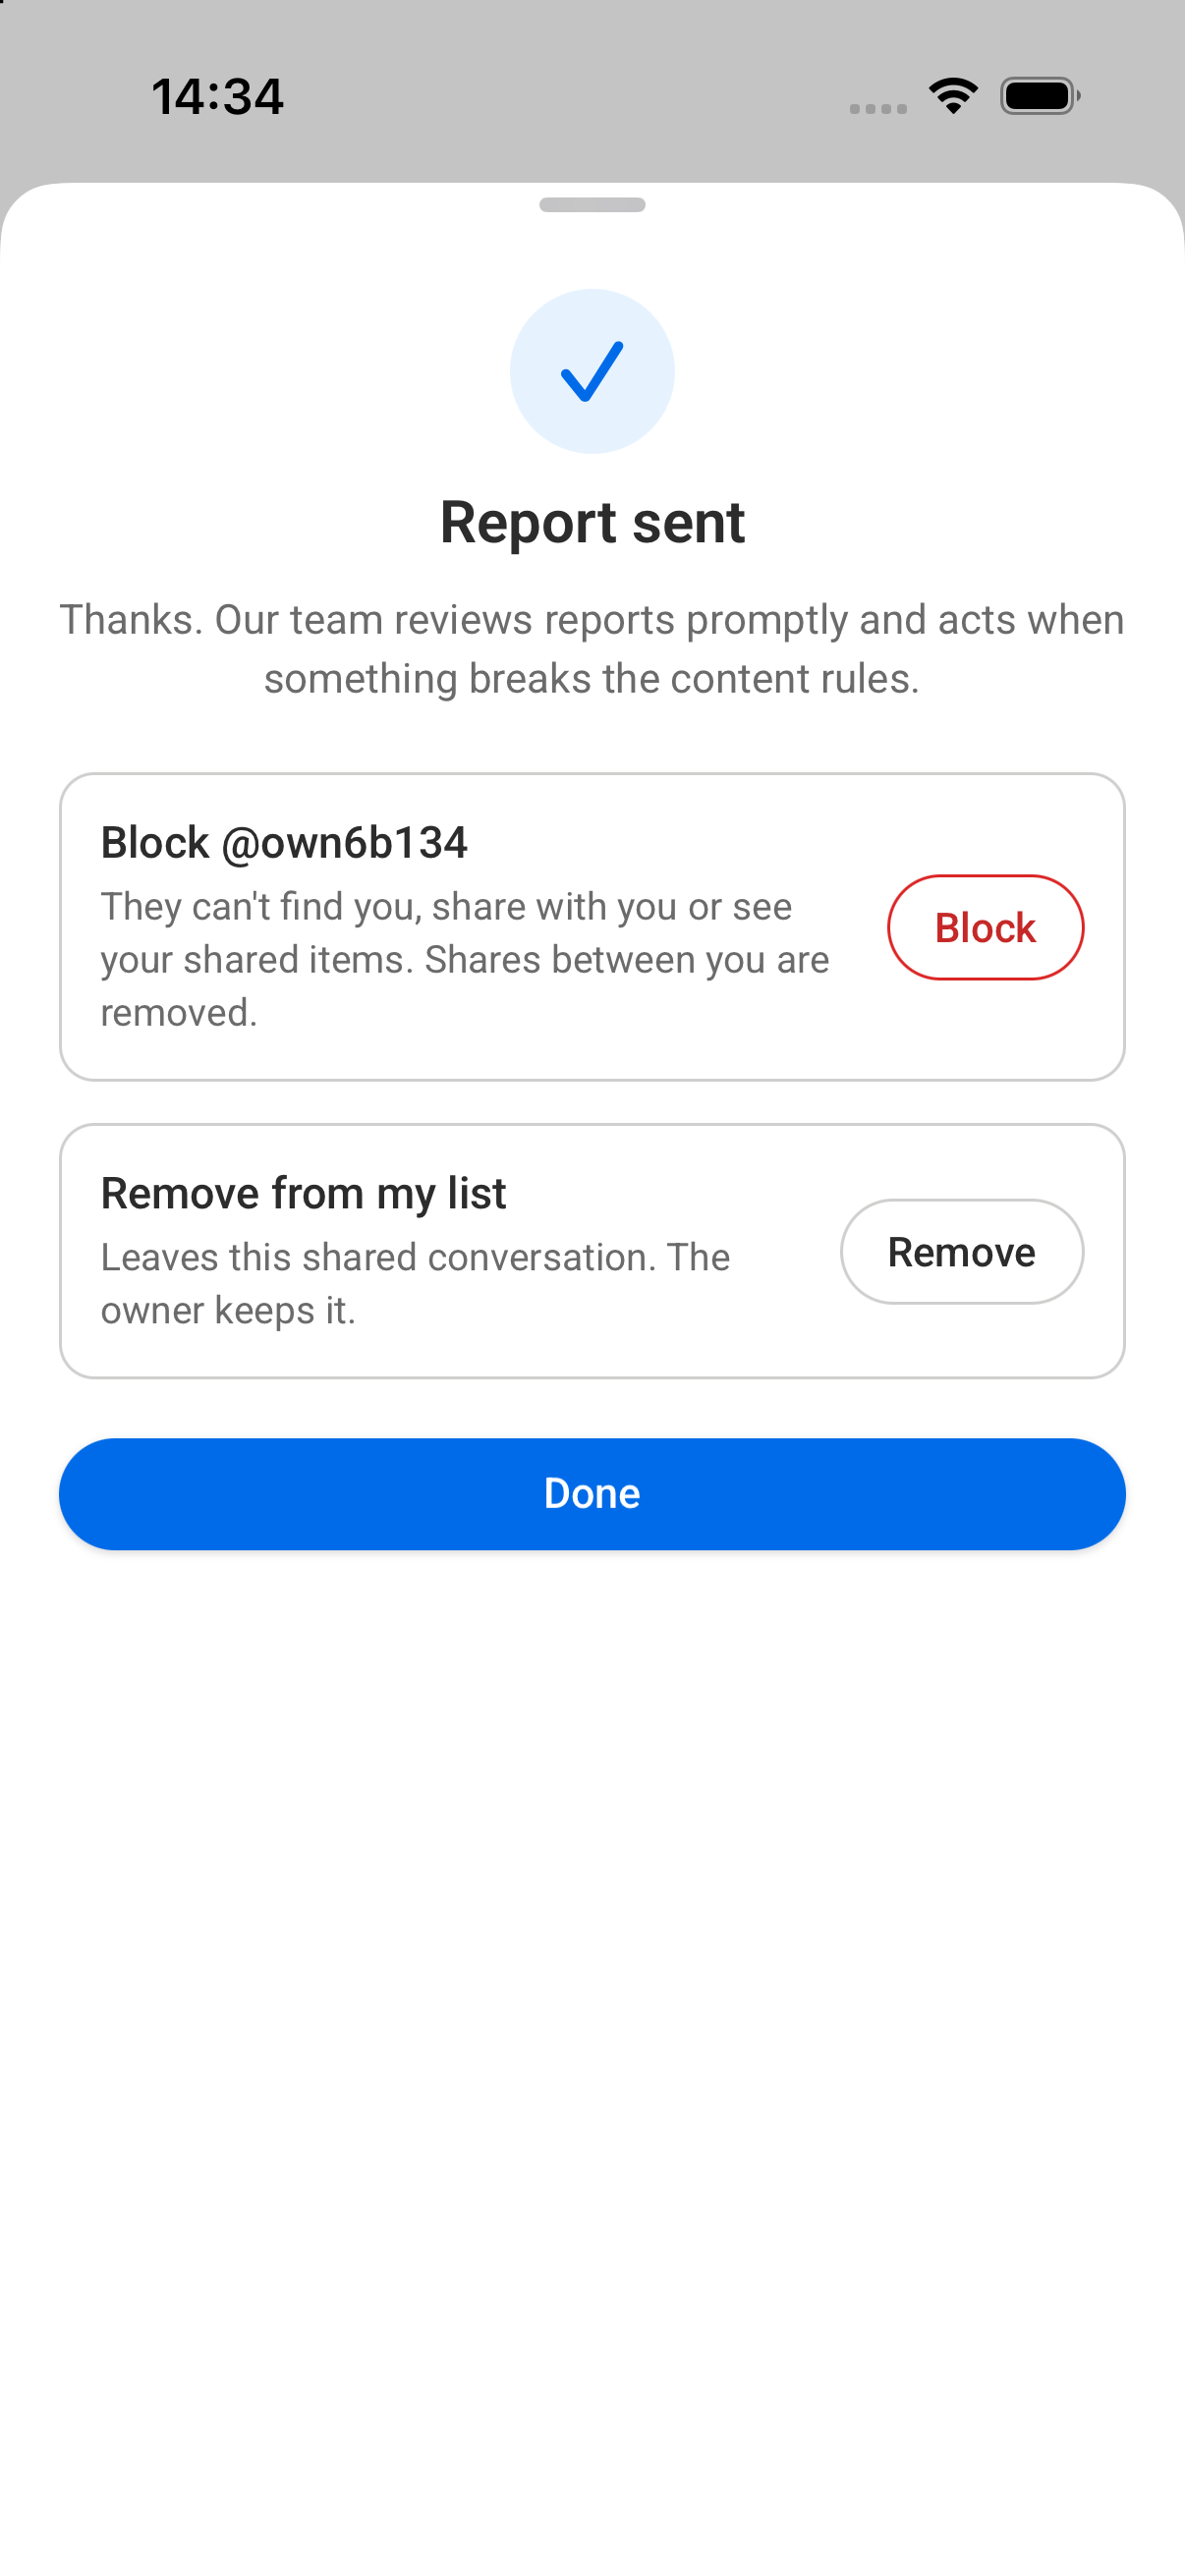 14:34
Report sent
Thanks. Our team reviews reports promptly and acts when
something breaks the content rules.
Block @own6b134
They can't find you, share with you or see
your shared items. Shares between you are
removed.
Block
Remove from my list
Leaves this shared conversation. The
owner keeps it.
Remove
Done